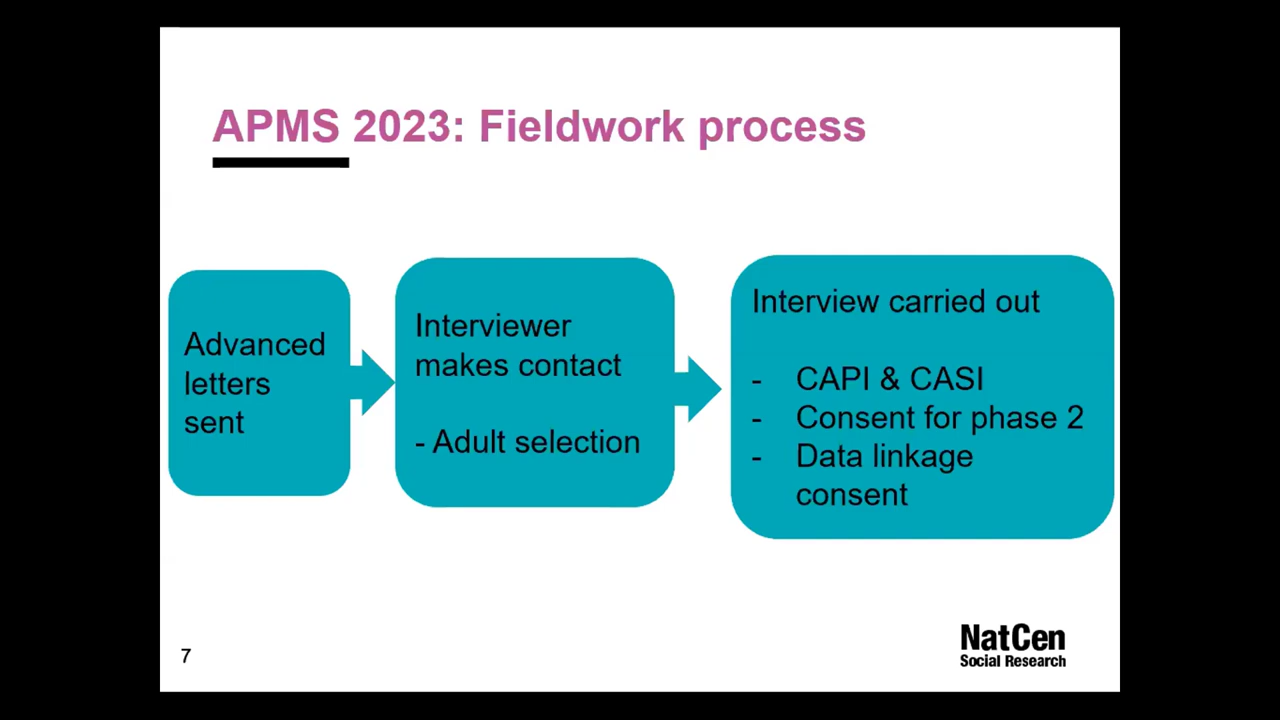 APMS 2023: Fieldwork process
Advanced
letters
sent
Interviewer
makes contact
- Adult selection
Interview carried out
- CAPI & CASI
- Consent for phase 2
- Data linkage
consent
7
NatCen
Social Research